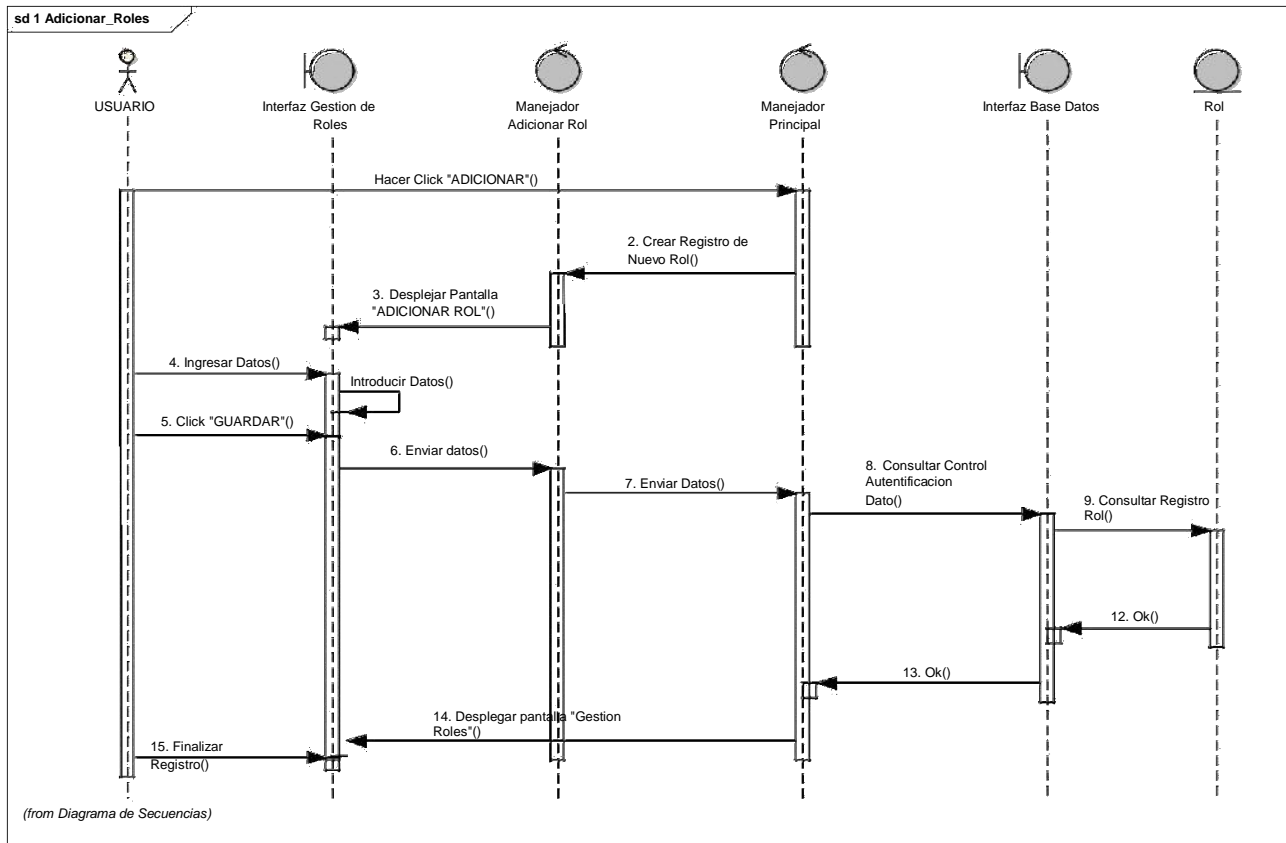 sd 1 Adicionar_Roles
USUARIO
Interfaz Gestion de
Roles
Manejador
Adicionar Rol
Manejador
Principal
Interfaz Base Datos
Rol
Hacer Click "ADICIONAR"()
2. Crear Registro de
Nuevo Rol()
3. Desplejar Pantalla
"ADICIONAR ROL"()
4. Ingresar Datos()
Introducir Datos()
5. Click "GUARDAR"()
6. Enviar datos()
7. Enviar Datos()
8. Consultar Control
Autentificacion
Dato()
9. Consultar Registro
Rol()
12. Ok()
13. Ok()
14. Desplegar pantalla "Gestion
Roles"()
15. Finalizar
Registro()
(from Diagrama de Secuencias)